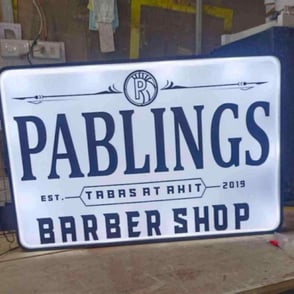 PABLINGS
EST. TABAS AT AHIT 2019
BARBER SHOP